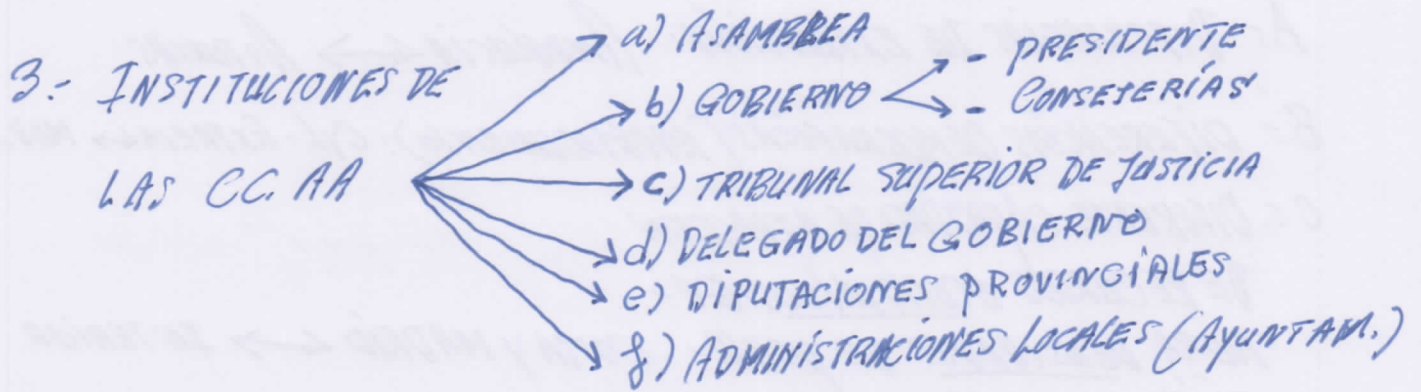 3.- INSTITUCIONES DE
LAS CC. AA
a) ASAMBLEA
b) GOBIERNO
- PRESIDENTE
- CONSEJERÍAS
c) TRIBUNAL SUPERIOR DE JUSTICIA
d) DELEGADO DEL GOBIERNO
e) DIPUTACIONES PROVINCIALES
f) ADMINISTRACIONES LOCALES (AYUNTAM.)